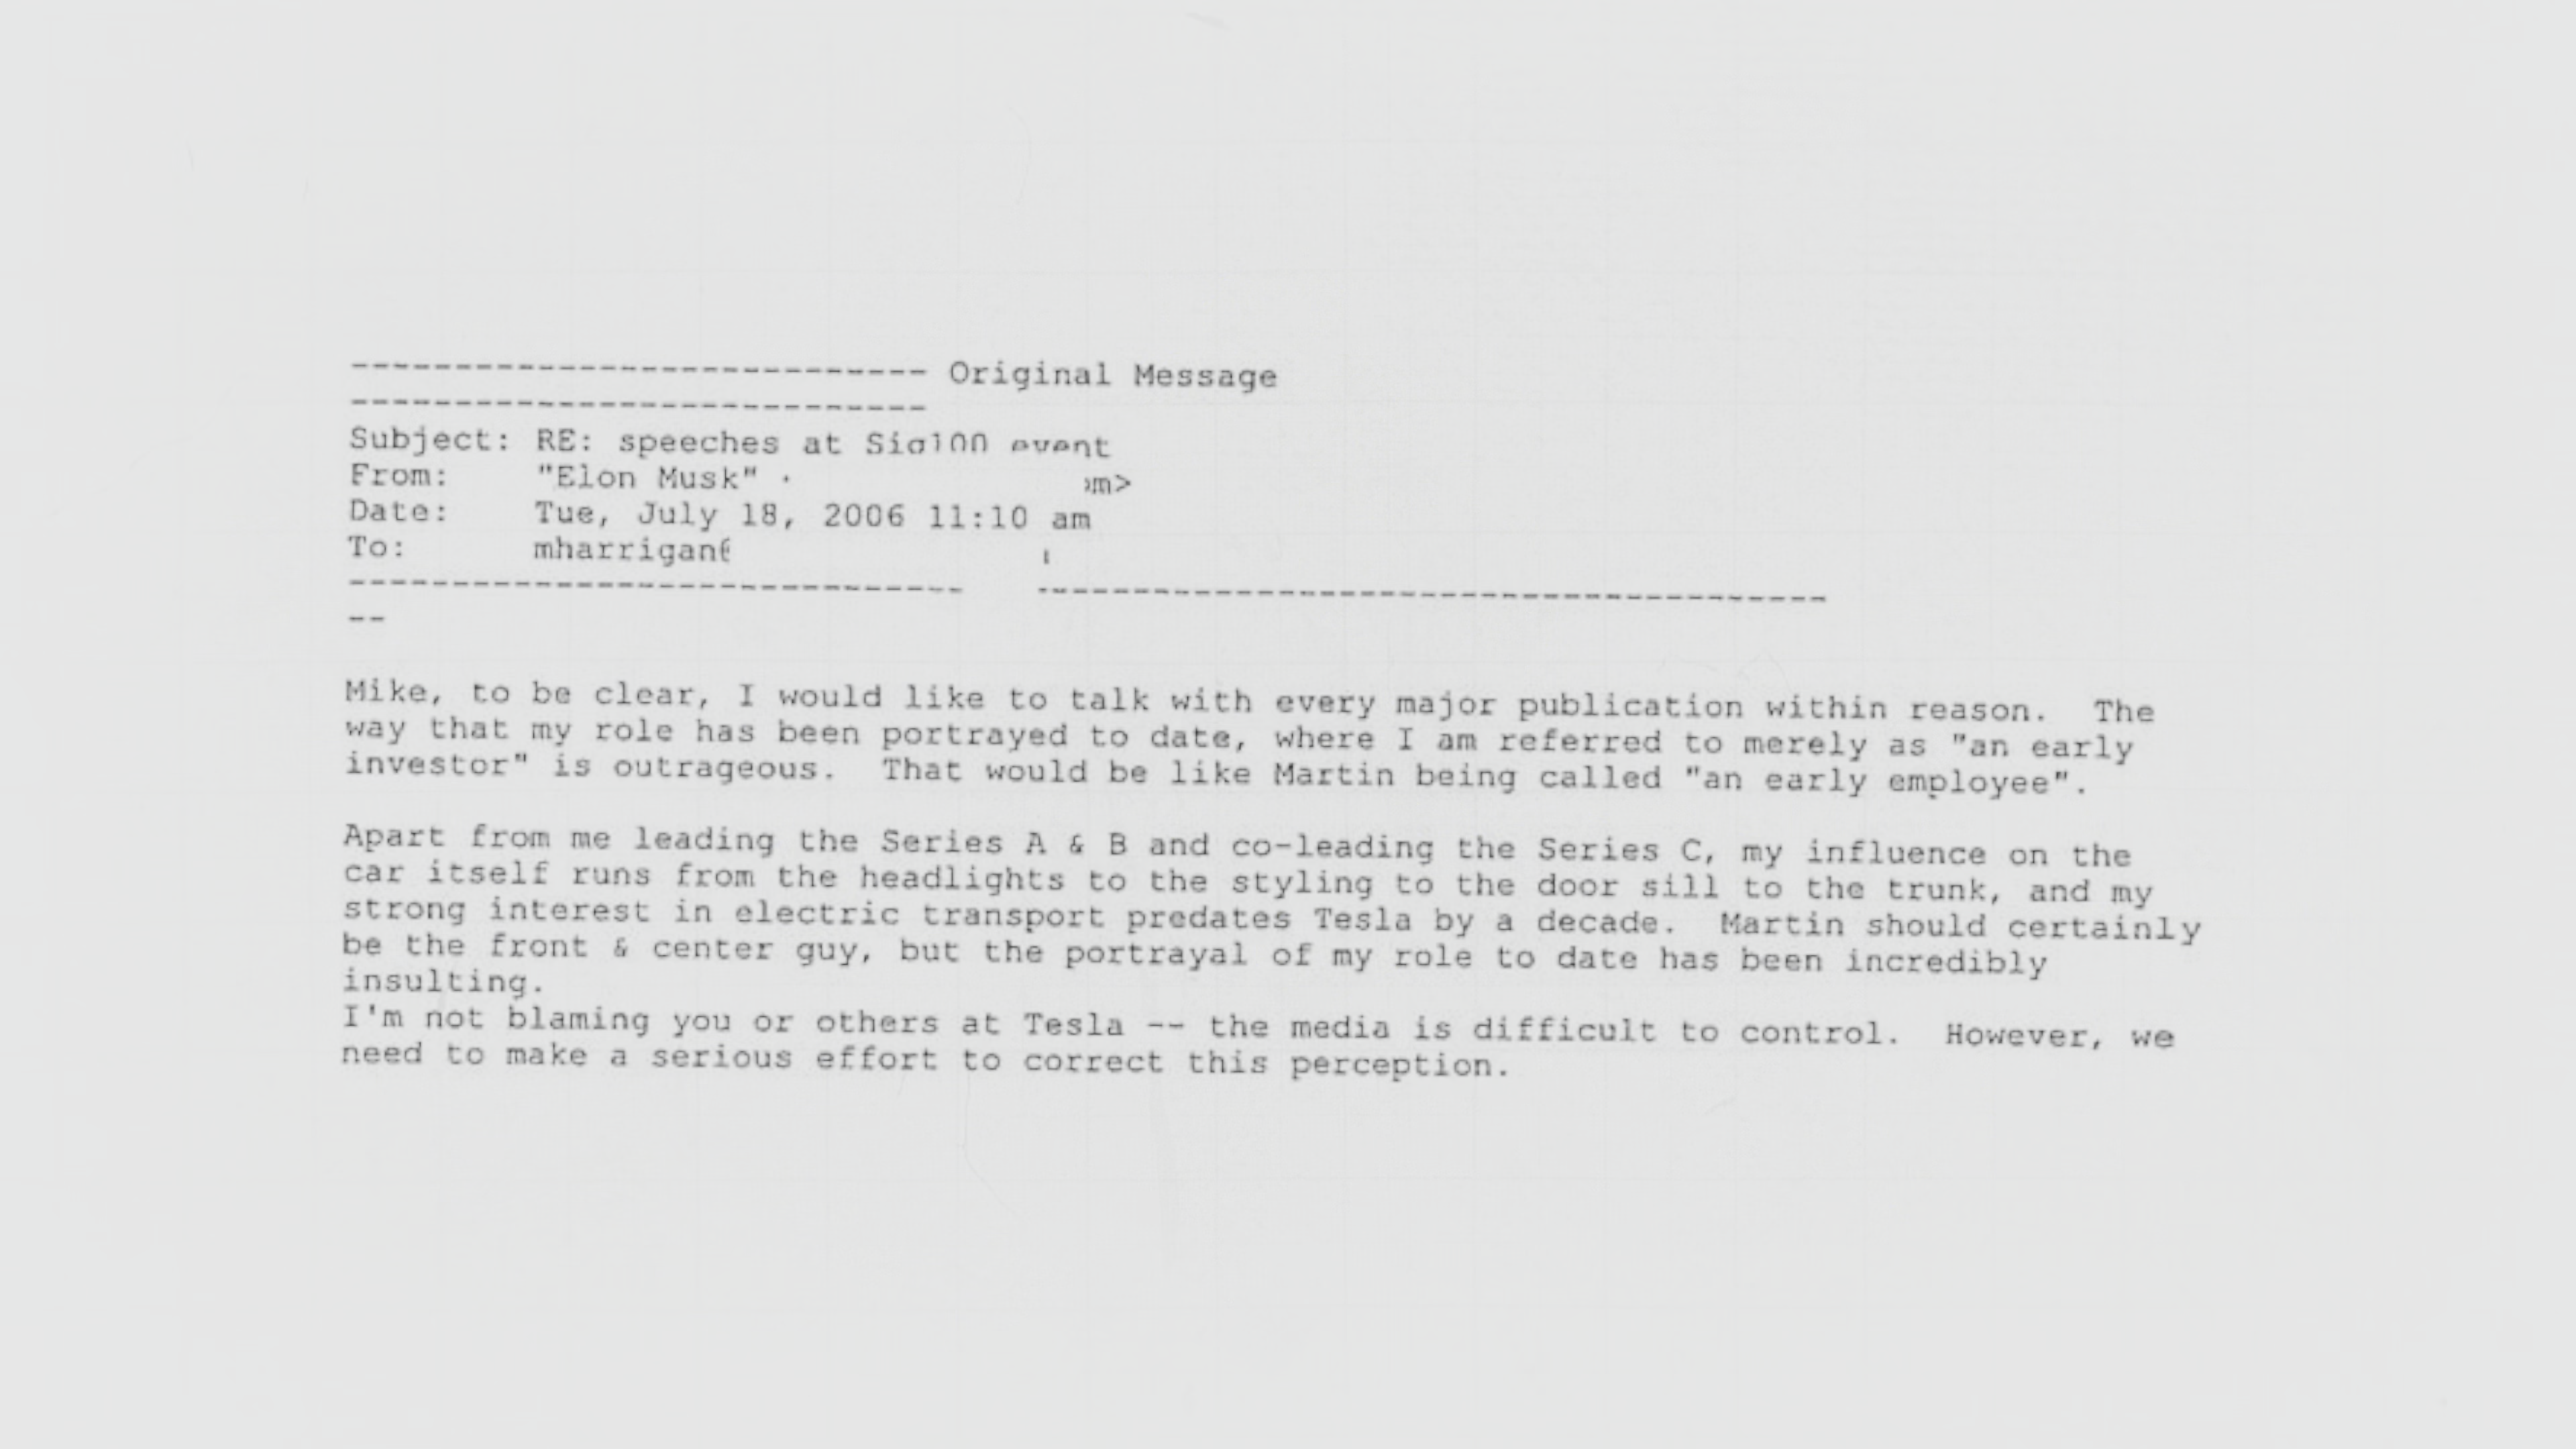 ---------------------------- Original Message
----------------------------
Subject: RE: speeches at Sig100 event
From: "Elon Musk"
Date: Tue, July 18, 2006 11:10 am
To: mharrigan
------------------------------ --------------------------------------
--
Mike, to be clear, I would like to talk with every major publication within reason. The
way that my role has been portrayed to date, where I am referred to merely as "an early
investor" is outrageous. That would be like Martin being called "an early employee".
Apart from me leading the Series A & B and co-leading the Series C, my influence on the
car itself runs from the headlights to the styling to the door sill to the trunk, and my
strong interest in electric transport predates Tesla by a decade. Martin should certainly
be the front & center guy, but the portrayal of my role to date has been incredibly
insulting.
I'm not blaming you or others at Tesla -- the media is difficult to control. However, we
need to make a serious effort to correct this perception.